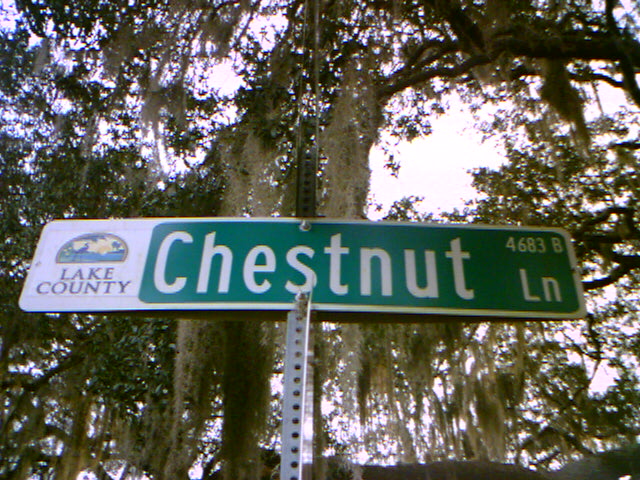 LAKE
COUNTY
Chestnut
4683 B
Ln